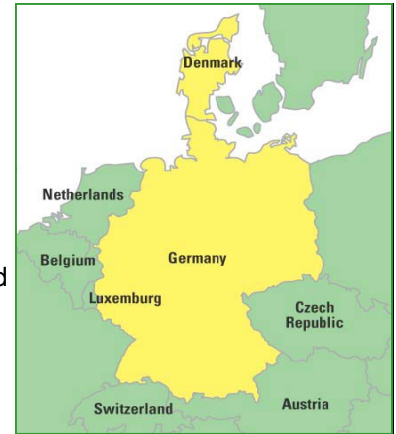 Denmark
Netherlands
Belgium
Germany
d
Luxemburg
Czech
Republic
Switzerland
Austria